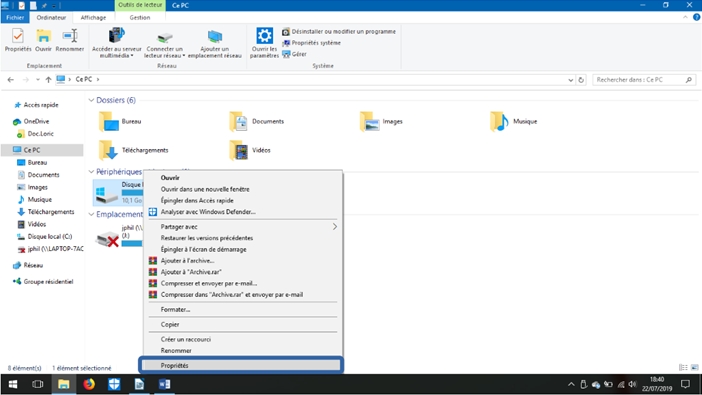 Outils de lecteur
Ce PC
Fichier
Ordinateur
Affichage
Gestion
Propriétés
Ouvrir
Renommer
Accéder au serveur multimédia
Connecter un lecteur réseau
Ajouter un emplacement réseau
Ouvrir les paramètres
Désinstaller ou modifier un programme
Propriétés système
Gérer
Emplacement
Réseau
Système
Ce PC
Rechercher dans : Ce PC
Accès rapide
OneDrive
Doc.Loric
Ce PC
Bureau
Documents
Images
Musique
Téléchargements
Vidéos
Disque local (C:)
jphil (\\LAPTOP-7AC
Réseau
Groupe résidentiel
Dossiers (6)
Bureau
Documents
Images
Musique
Téléchargements
Vidéos
Périphériques
Disque
10,1 Go
Emplacement
jphil (\\LA
(J:)
Ouvrir
Ouvrir dans une nouvelle fenêtre
Épingler dans Accès rapide
Analyser avec Windows Defender...
Partager avec
Restaurer les versions précédentes
Épingler à l'écran de démarrage
Ajouter à l'archive...
Ajouter à "Archive.rar"
Compresser et envoyer par e-mail...
Compresser dans "Archive.rar" et envoyer par e-mail
Formater...
Copier
Créer un raccourci
Renommer
Propriétés
8 élément(s)
1 élément sélectionné
18:40
22/07/2019